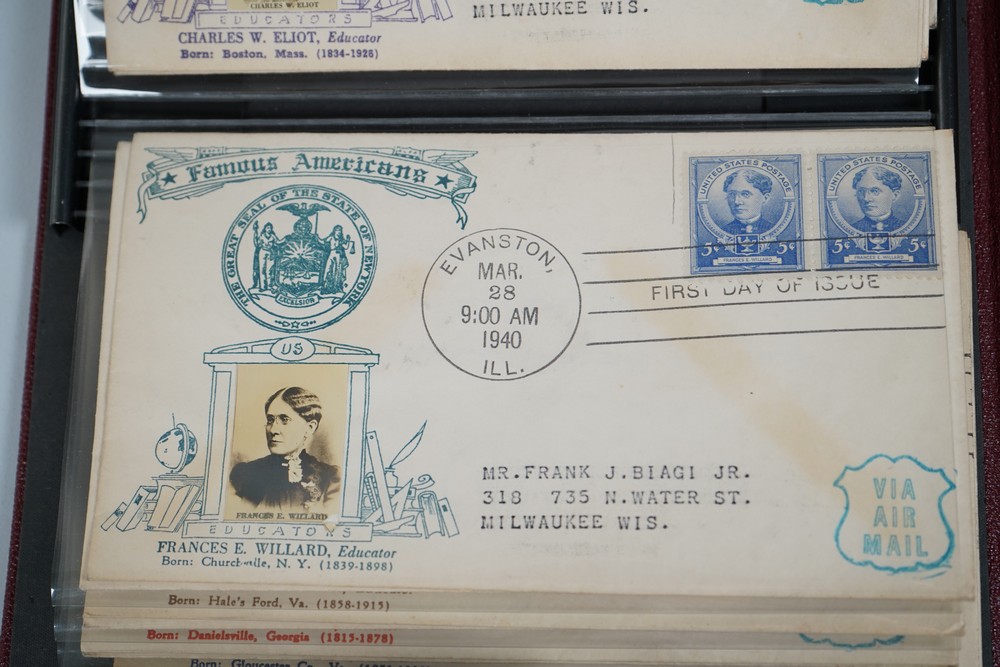 CHARLES W. ELIOT
EDUCATORS
CHARLES W. ELIOT, Educator
Born: Boston, Mass. (1834-1926)
MILWAUKEE WIS.
Famous Americans
THE GREAT SEAL OF THE STATE OF NEW YORK
EXCELSIOR
US
FRANCES E. WILLARD
EDUCATORS
FRANCES E. WILLARD, Educator
Born: Churchville, N. Y. (1839-1898)
EVANSTON,
MAR.
28
9:00 AM
1940
ILL.
UNITED STATES POSTAGE
5¢ 5¢
FRANCES E. WILLARD
UNITED STATES POSTAGE
5¢ 5¢
FRANCES E. WILLARD
FIRST DAY OF ISSUE
MR.FRANK J.BIAGI JR.
318 735 N.WATER ST.
MILWAUKEE WIS.
VIA
AIR
MAIL
Born: Hale's Ford, Va. (1858-1915)
Born: Danielsville, Georgia (1815-1878)
Born: Gloucester Co., Va.